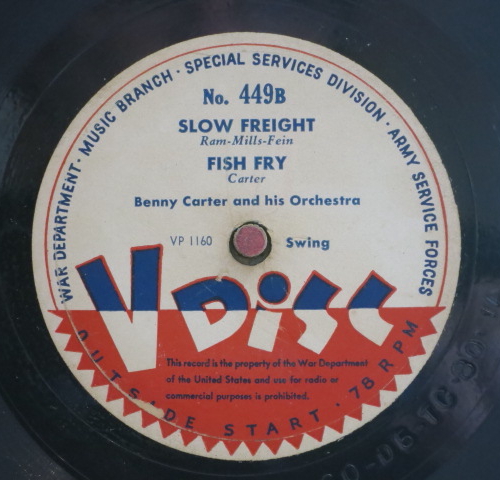 WAR DEPARTMENT · MUSIC BRANCH · SPECIAL SERVICES DIVISION · ARMY SERVICE FORCES
No. 449B
SLOW FREIGHT
Ram-Mills-Fein
FISH FRY
Carter
Benny Carter and his Orchestra
VP 1160 Swing
V DISC
This record is the property of the War Department
of the United States and use for radio or
commercial purposes is prohibited.
OUTSIDE START · 78 RPM